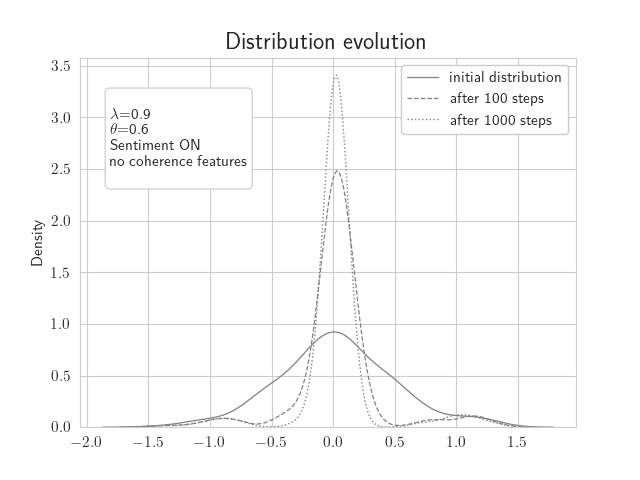 Distribution evolution
3.5
3.0
2.5
2.0
1.5
1.0
0.5
0.0
Density
λ=0.9
θ=0.6
Sentiment ON
no coherence features
initial distribution
after 100 steps
after 1000 steps
−2.0 −1.5 −1.0 −0.5 0.0 0.5 1.0 1.5